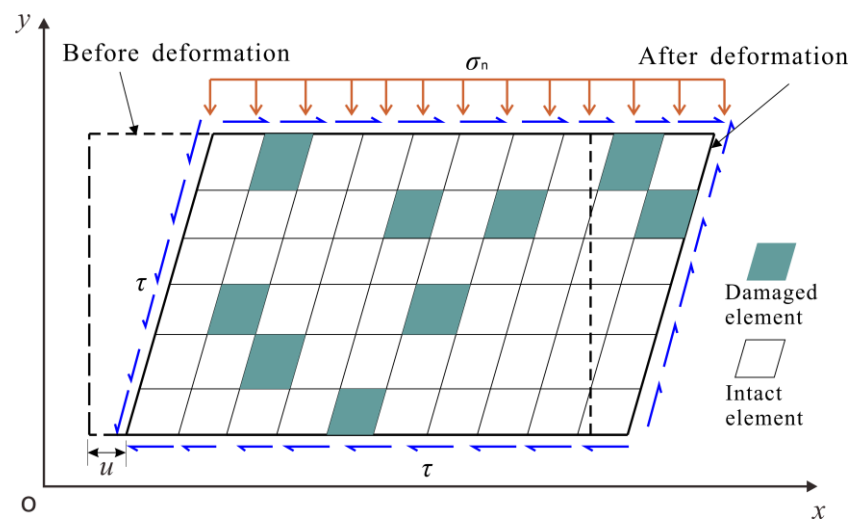 y
Before deformation
σn
After deformation
τ
Damaged
element
Intact
element
u
τ
O
x